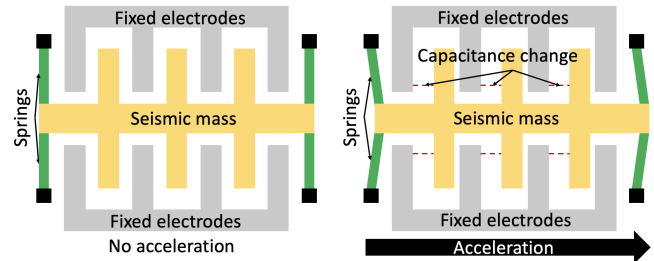 Fixed electrodes
Springs
Seismic mass
Fixed electrodes
No acceleration
Fixed electrodes
Capacitance change
Springs
Seismic mass
Fixed electrodes
Acceleration